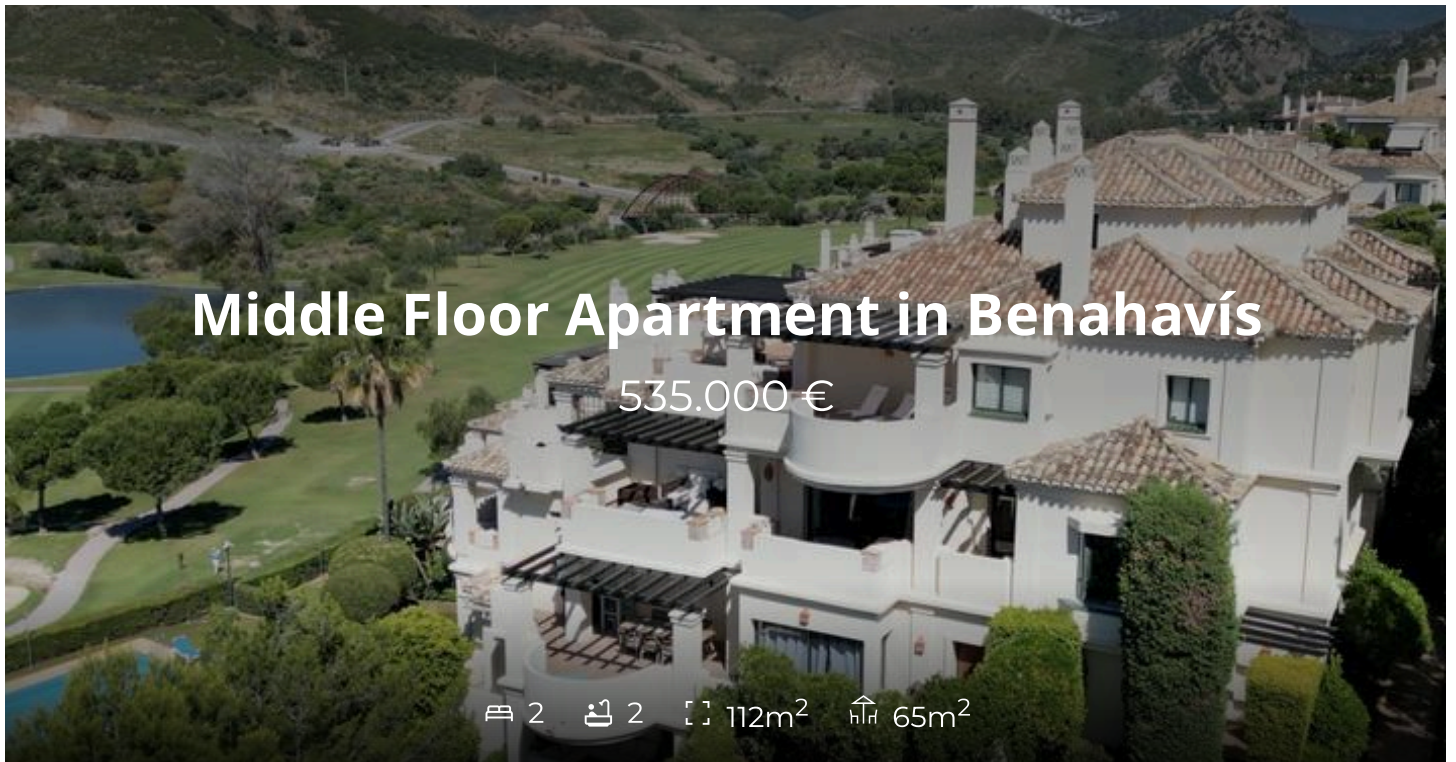 Middle Floor Apartment in Benahavís
535.000 €
2 2 112m² 65m²